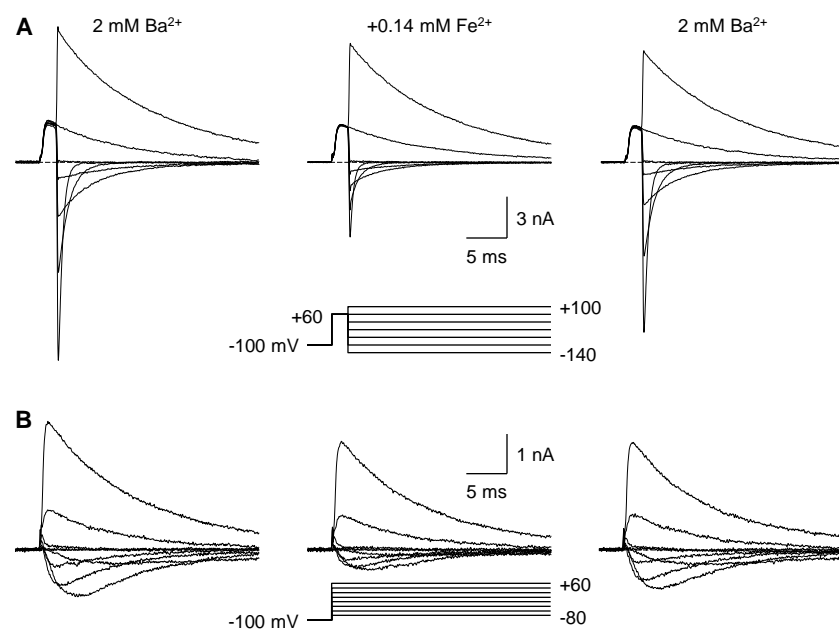 A
2 mM Ba²⁺
+0.14 mM Fe²⁺
2 mM Ba²⁺
3 nA
5 ms
+60
+100
-100 mV
-140
B
1 nA
5 ms
+60
-100 mV
-80